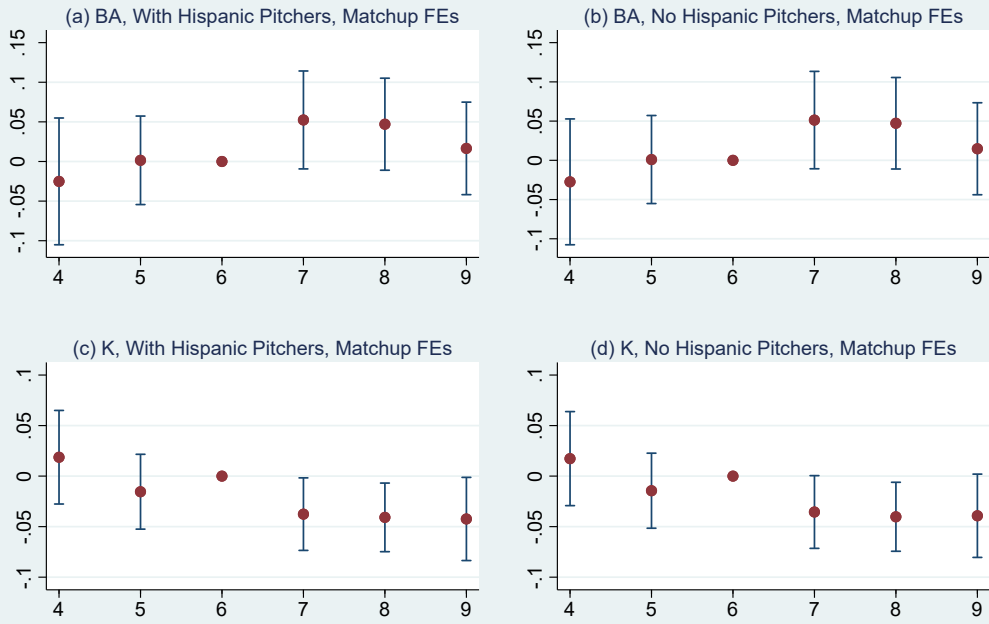 (a) BA, With Hispanic Pitchers, Matchup FEs
.15
.1
.05
0
-.05
-.1
4 5 6 7 8 9
(b) BA, No Hispanic Pitchers, Matchup FEs
.15
.1
.05
0
-.05
-.1
4 5 6 7 8 9
(c) K, With Hispanic Pitchers, Matchup FEs
.1
.05
0
-.05
-.1
4 5 6 7 8 9
(d) K, No Hispanic Pitchers, Matchup FEs
.1
.05
0
-.05
-.1
4 5 6 7 8 9